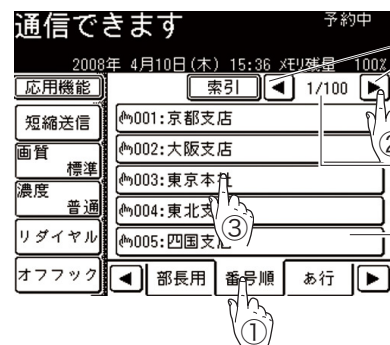 通信できます 予約中
2008年 4月10日(木) 15:36 メモリ残量 100%
応用機能 索引 1/100
短縮送信
画質 標準
濃度 普通
リダイヤル
オフフック
001:京都支店
002:大阪支店
003:東京本社
004:東北支
005:四国支店
部長用 番号順 あ行
①
②
③